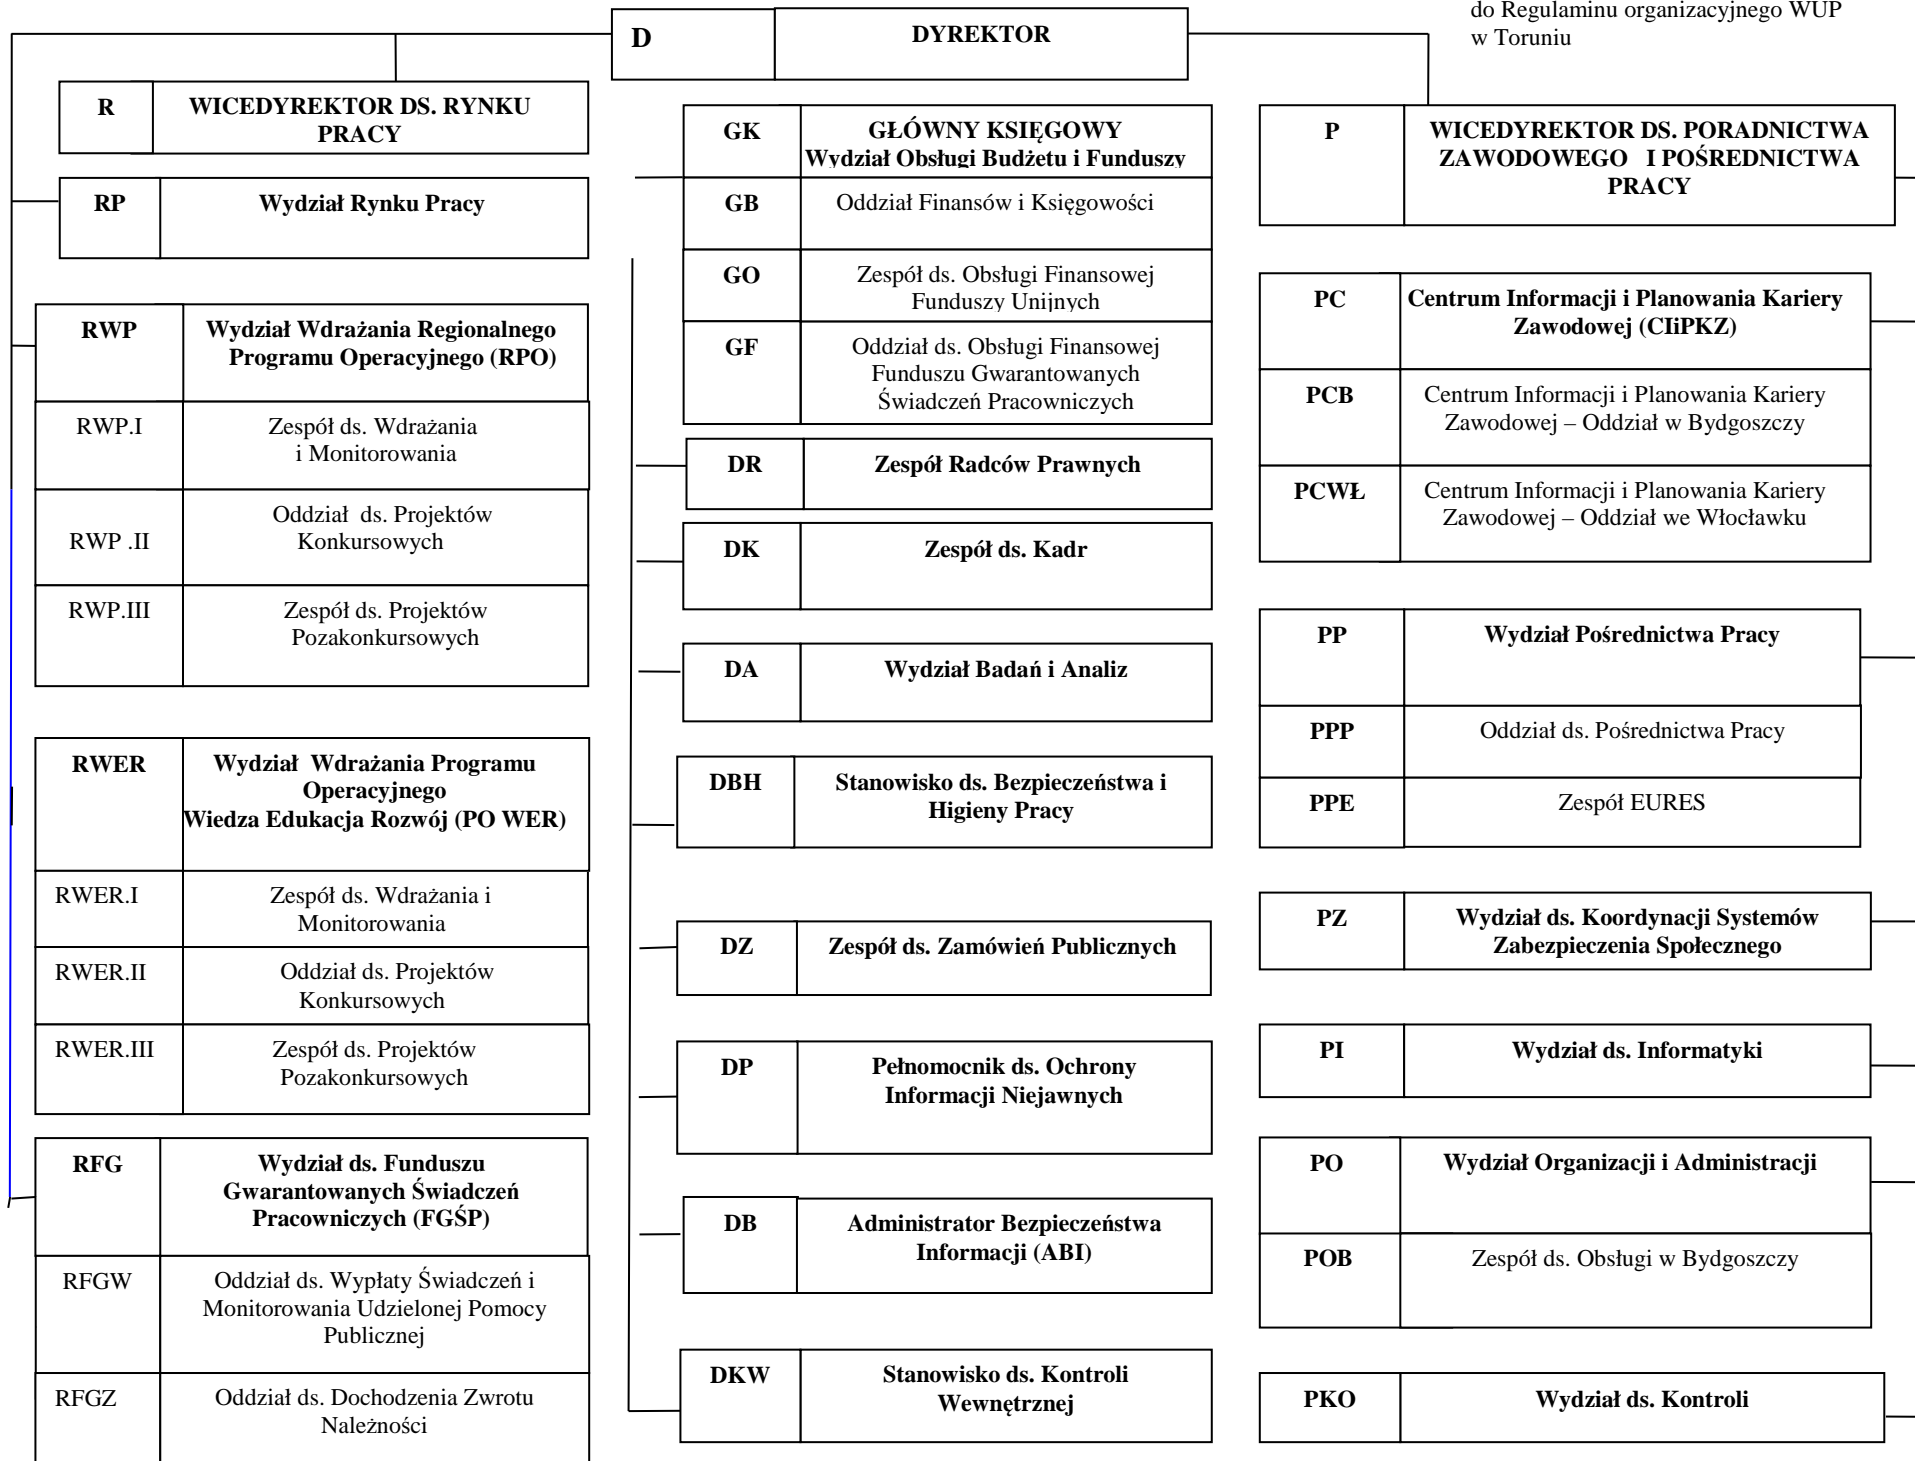 do Regulaminu organizacyjnego WUP
w Toruniu
D DYREKTOR
R WICEDYREKTOR DS. RYNKU
PRACY
RP Wydział Rynku Pracy
RWP Wydział Wdrażania Regionalnego
Programu Operacyjnego (RPO)
RWP.I Zespół ds. Wdrażania
i Monitorowania
Oddział ds. Projektów
RWP .II Konkursowych
RWP.III Zespół ds. Projektów
Pozakonkursowych
RWER Wydział Wdrażania Programu
Operacyjnego
Wiedza Edukacja Rozwój (PO WER)
RWER.I Zespół ds. Wdrażania i
Monitorowania
RWER.II Oddział ds. Projektów
Konkursowych
RWER.III Zespół ds. Projektów
Pozakonkursowych
RFG Wydział ds. Funduszu
Gwarantowanych Świadczeń
Pracowniczych (FGŚP)
RFGW Oddział ds. Wypłaty Świadczeń i
Monitorowania Udzielonej Pomocy
Publicznej
RFGZ Oddział ds. Dochodzenia Zwrotu
Należności
GK GŁÓWNY KSIĘGOWY
Wydział Obsługi Budżetu i Funduszy
GB Oddział Finansów i Księgowości
GO Zespół ds. Obsługi Finansowej
Funduszy Unijnych
GF Oddział ds. Obsługi Finansowej
Funduszu Gwarantowanych
Świadczeń Pracowniczych
DR Zespół Radców Prawnych
DK Zespół ds. Kadr
DA Wydział Badań i Analiz
DBH Stanowisko ds. Bezpieczeństwa i
Higieny Pracy
DZ Zespół ds. Zamówień Publicznych
DP Pełnomocnik ds. Ochrony
Informacji Niejawnych
DB Administrator Bezpieczeństwa
Informacji (ABI)
DKW Stanowisko ds. Kontroli
Wewnętrznej
P WICEDYREKTOR DS. PORADNICTWA
ZAWODOWEGO I POŚREDNICTWA
PRACY
PC Centrum Informacji i Planowania Kariery
Zawodowej (CIiPKZ)
PCB Centrum Informacji i Planowania Kariery
Zawodowej – Oddział w Bydgoszczy
PCWŁ Centrum Informacji i Planowania Kariery
Zawodowej – Oddział we Włocławku
PP Wydział Pośrednictwa Pracy
PPP Oddział ds. Pośrednictwa Pracy
PPE Zespół EURES
PZ Wydział ds. Koordynacji Systemów
Zabezpieczenia Społecznego
PI Wydział ds. Informatyki
PO Wydział Organizacji i Administracji
POB Zespół ds. Obsługi w Bydgoszczy
PKO Wydział ds. Kontroli